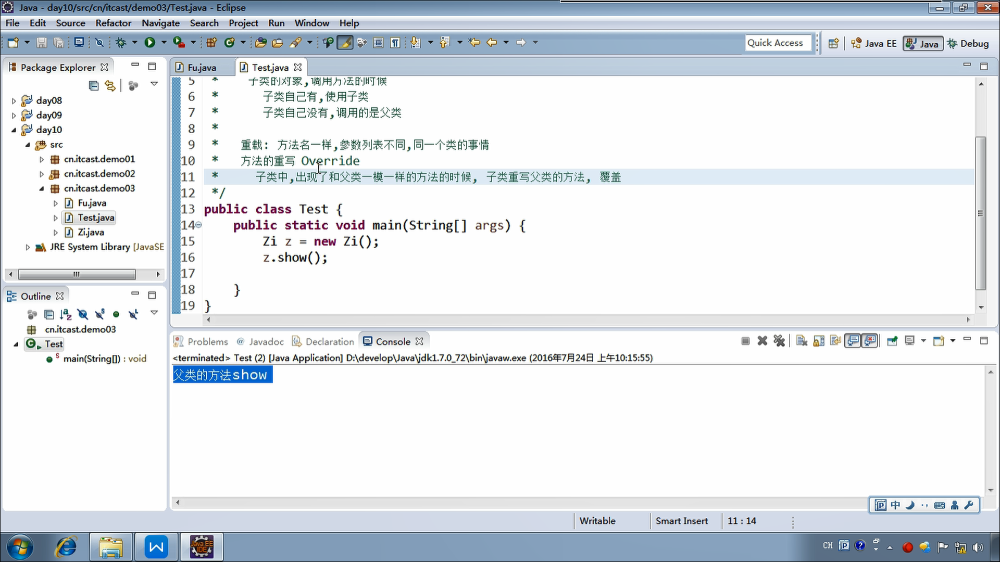 Java - day10/src/cn/itcast/demo03/Test.java - Eclipse
File Edit Source Refactor Navigate Search Project Run Window Help
Quick Access Java EE Java Debug
Package Explorer
day08
day09
day10
src
cn.itcast.demo01
cn.itcast.demo02
cn.itcast.demo03
Fu.java
Test.java
Zi.java
JRE System Library [JavaSE
Outline
cn.itcast.demo03
Test
main(String[]) : void
Fu.java Test.java
5 * 子类的对象,调用方法的时候
6 * 子类自己有,使用子类
7 * 子类自己没有,调用的是父类
8 *
9 * 重载: 方法名一样,参数列表不同,同一个类的事情
10 * 方法的重写 Override
11 * 子类中,出现了和父类一模一样的方法的时候, 子类重写父类的方法, 覆盖
12 */
13 public class Test {
14 public static void main(String[] args) {
15 Zi z = new Zi();
16 z.show();
17
18 }
19 }
Problems @ Javadoc Declaration Console
<terminated> Test (2) [Java Application] D:\develop\Java\jdk1.7.0_72\bin\javaw.exe (2016年7月24日 上午10:15:55)
父类的方法show
中
Writable Smart Insert 11 : 14
Java EE
IDE
CH